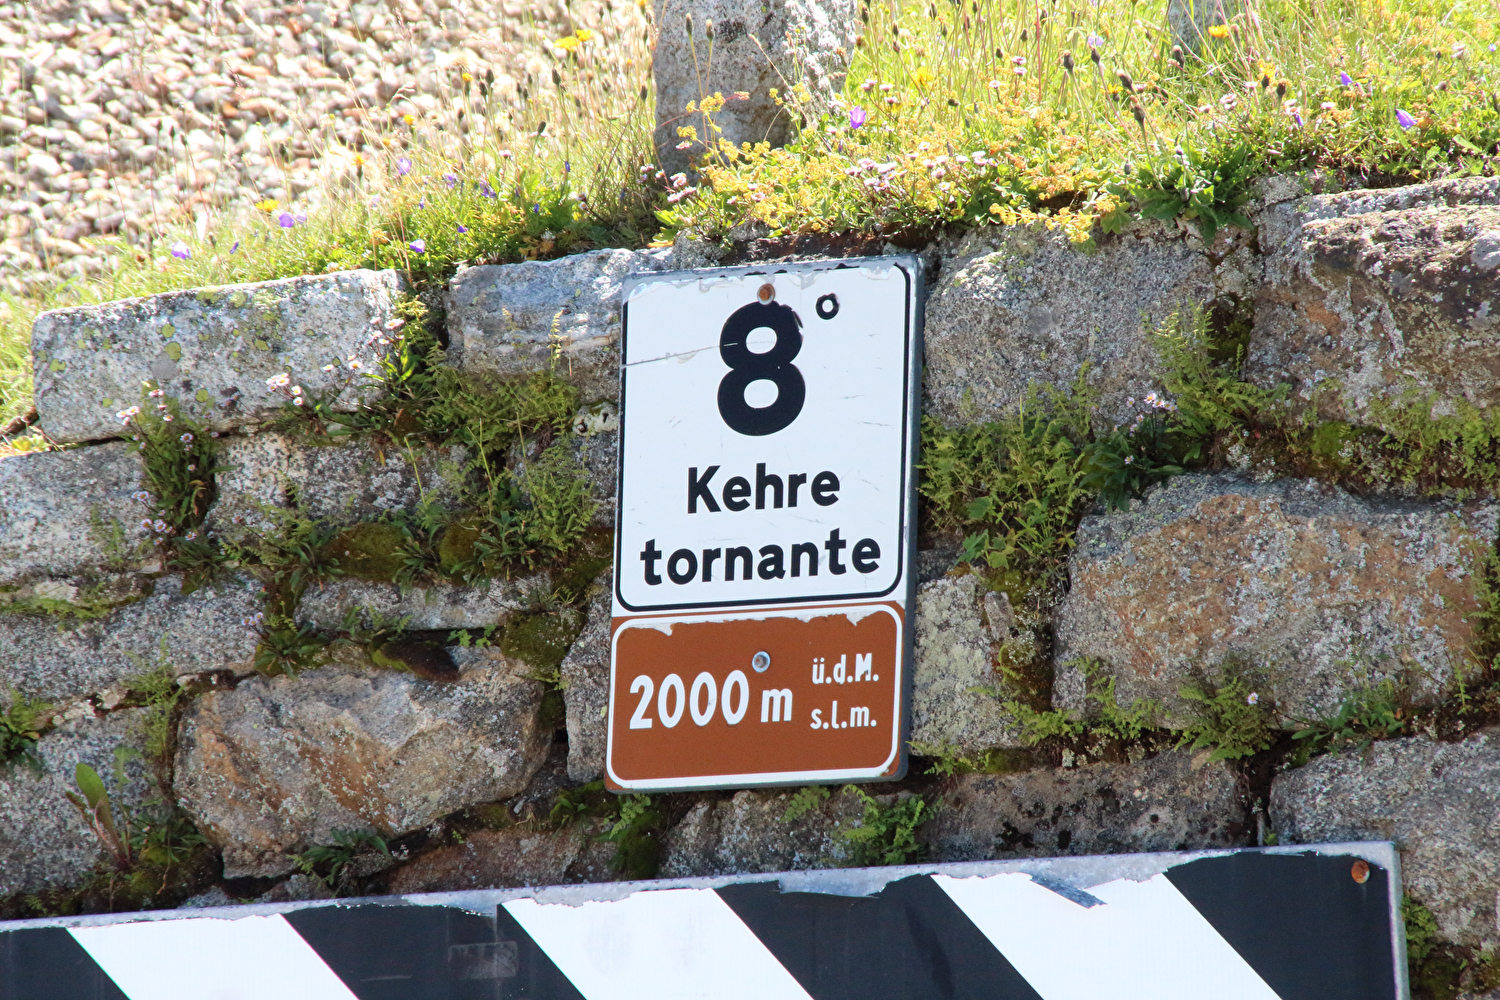 8°
Kehre
tornante
2000 m ü.d.M.
s.l.m.